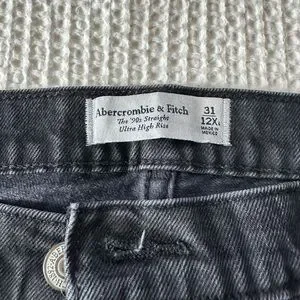 Abercrombie & Fitch
The '90s Straight
Ultra High Rise
31
12XL
MADE IN
MEXICO